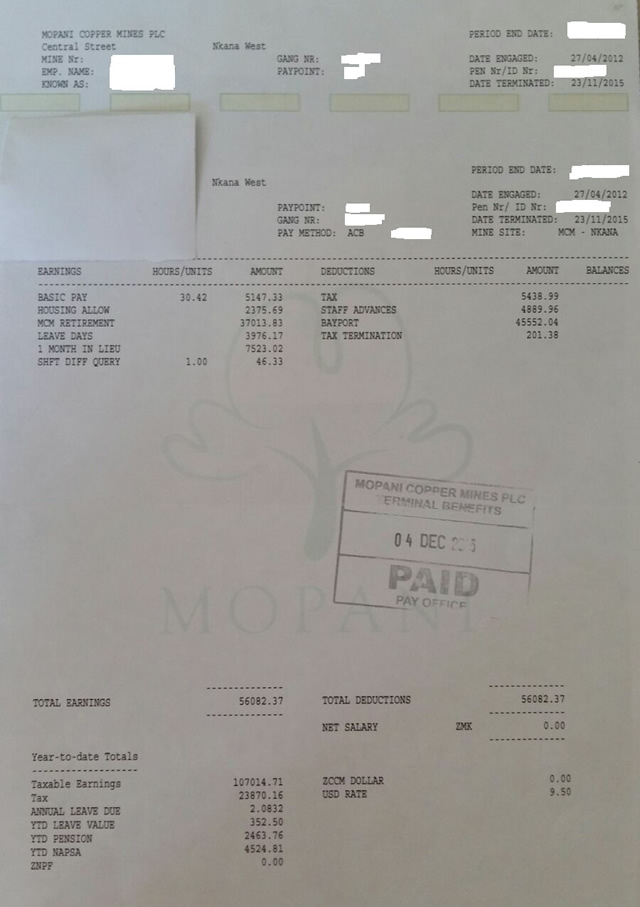 MOPANI COPPER MINES PLC PERIOD END DATE:
Central Street Nkana West
MINE Nr: GANG NR: DATE ENGAGED: 27/04/2012
EMP. NAME: PAYPOINT: PEN Nr/ID Nr:
KNOWN AS: DATE TERMINATED: 23/11/2015
PERIOD END DATE:
Nkana West
DATE ENGAGED: 27/04/2012
PAYPOINT: Pen Nr/ ID Nr:
GANG NR: DATE TERMINATED: 23/11/2015
PAY METHOD: ACB MINE SITE: MCM - NKANA
EARNINGS HOURS/UNITS AMOUNT DEDUCTIONS HOURS/UNITS AMOUNT BALANCES
BASIC PAY 30.42 5147.33 TAX 5438.99
HOUSING ALLOW 2375.69 STAFF ADVANCES 4889.96
MCM RETIREMENT 37013.83 BAYPORT 45552.04
LEAVE DAYS 3976.17 TAX TERMINATION 201.38
1 MONTH IN LIEU 7523.02
SHFT DIFF QUERY 1.00 46.33
MOPANI COPPER MINES PLC
TERMINAL BENEFITS
04 DEC
PAID
PAY OFFICE
MOPANI
TOTAL EARNINGS 56082.37 TOTAL DEDUCTIONS 56082.37
NET SALARY ZMK 0.00
Year-to-date Totals
Taxable Earnings 107014.71 ZCCM DOLLAR 0.00
Tax 23870.16 USD RATE 9.50
ANNUAL LEAVE DUE 2.0832
YTD LEAVE VALUE 352.50
YTD PENSION 2463.76
YTD NAPSA 4524.81
ZNPF 0.00